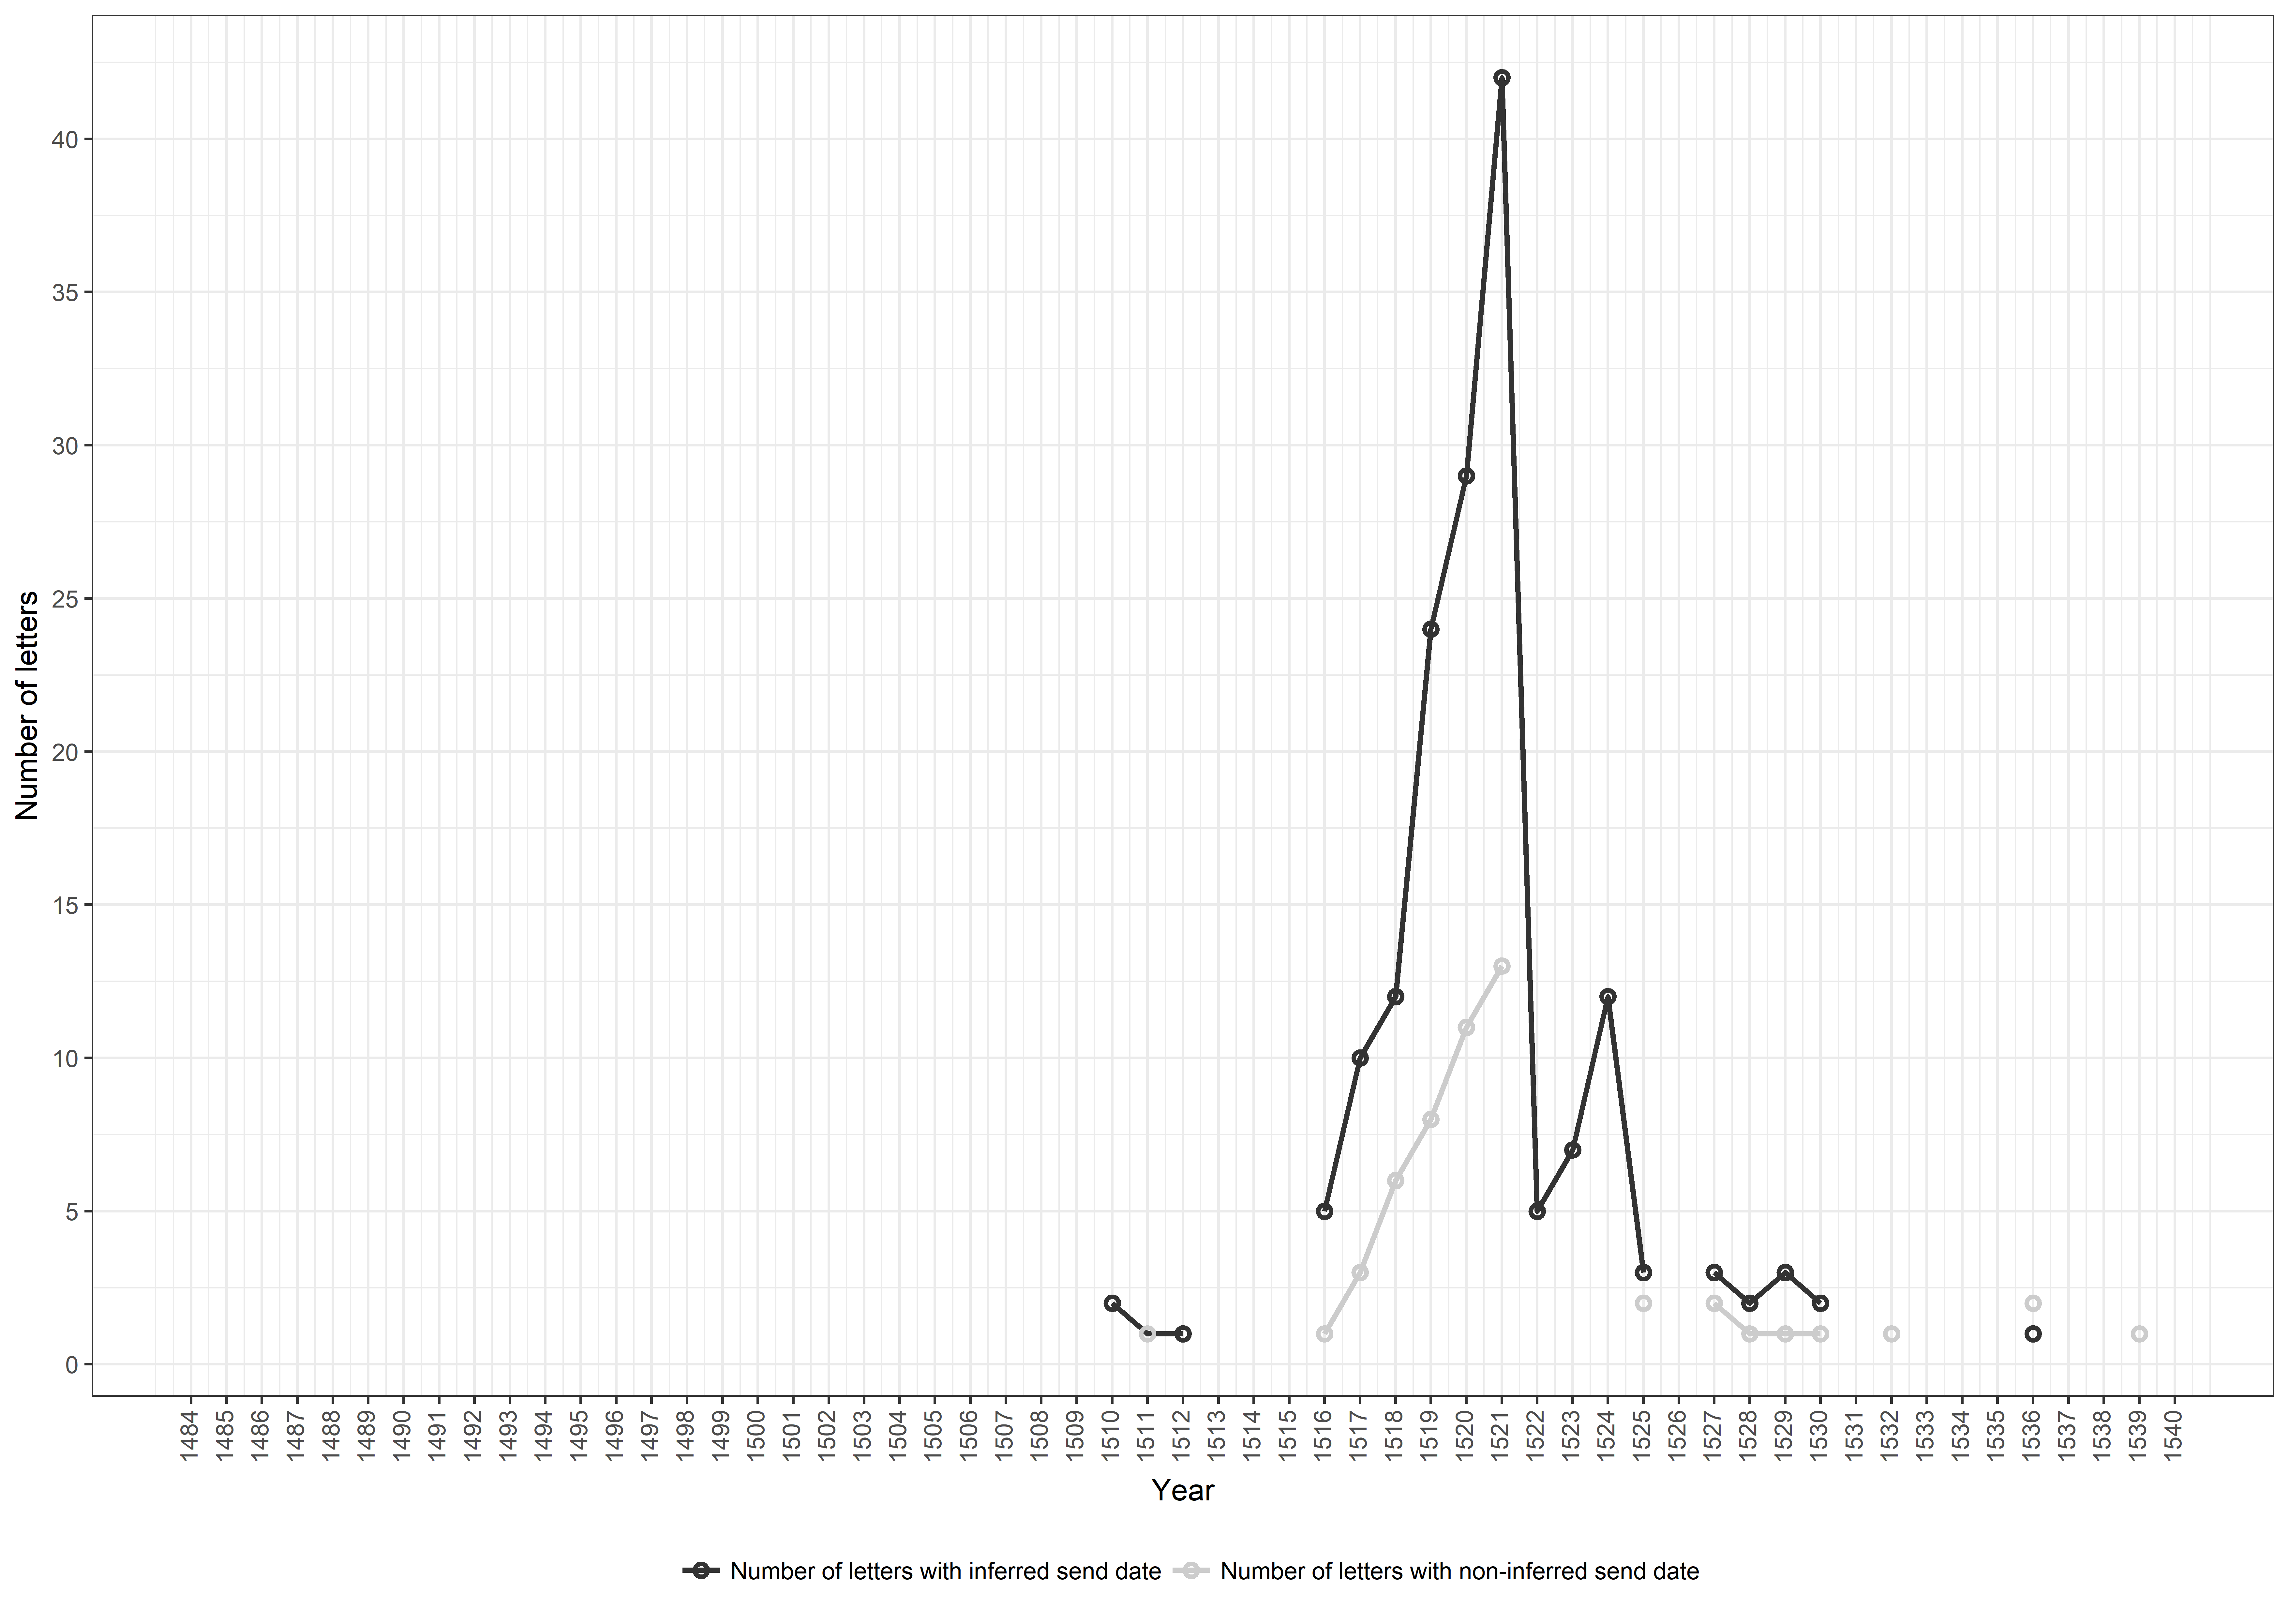 Number of letters
40
35
30
25
20
15
10
5
0
1484 1485 1486 1487 1488 1489 1490 1491 1492 1493 1494 1495 1496 1497 1498 1499 1500 1501 1502 1503 1504 1505 1506 1507 1508 1509 1510 1511 1512 1513 1514 1515 1516 1517 1518 1519 1520 1521 1522 1523 1524 1525 1526 1527 1528 1529 1530 1531 1532 1533 1534 1535 1536 1537 1538 1539 1540
Year
Number of letters with inferred send date Number of letters with non-inferred send date